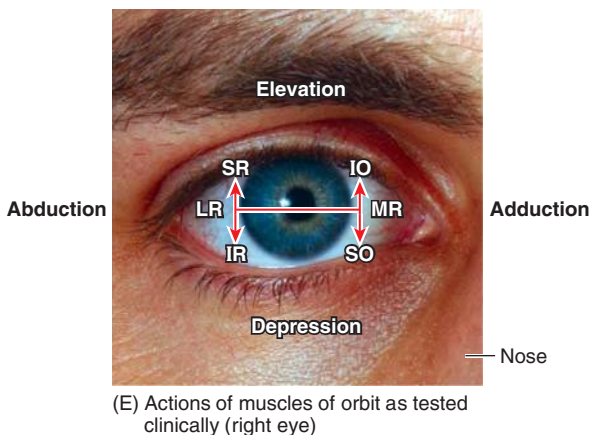 Elevation
SR IO
Abduction LR MR Adduction
IR SO
Depression
Nose
(E) Actions of muscles of orbit as tested
clinically (right eye)